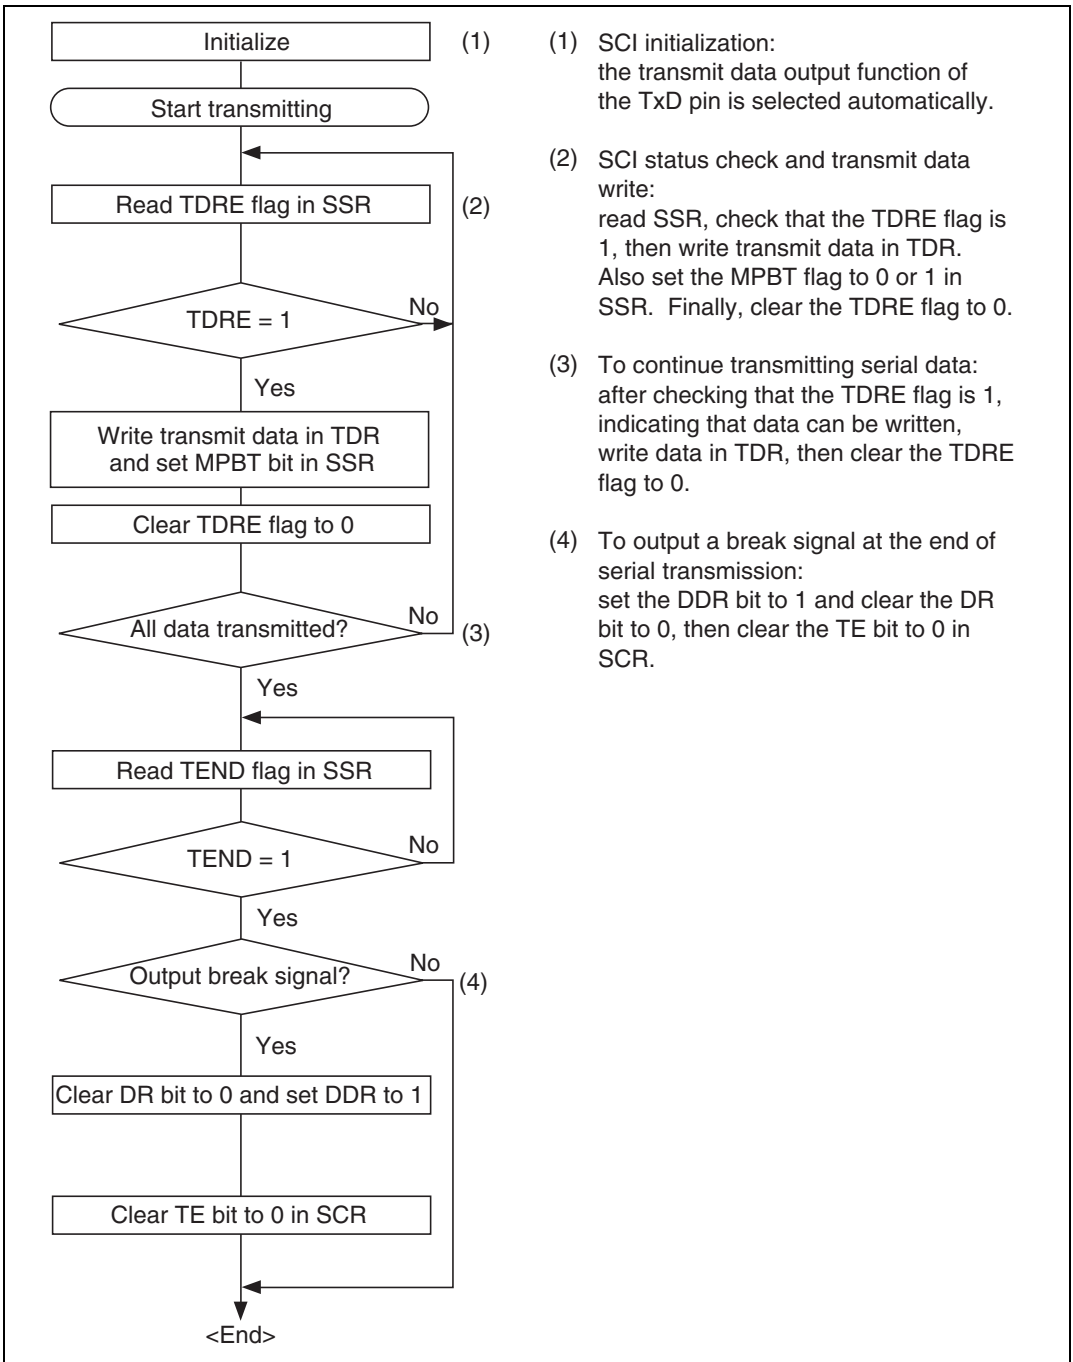 Initialize
(1)
Start transmitting
Read TDRE flag in SSR
(2)
TDRE = 1
No
Yes
Write transmit data in TDR
and set MPBT bit in SSR
Clear TDRE flag to 0
All data transmitted?
No
(3)
Yes
Read TEND flag in SSR
TEND = 1
No
Yes
Output break signal?
No
(4)
Yes
Clear DR bit to 0 and set DDR to 1
Clear TE bit to 0 in SCR
<End>
(1) SCI initialization:
the transmit data output function of
the TxD pin is selected automatically.
(2) SCI status check and transmit data
write:
read SSR, check that the TDRE flag is
1, then write transmit data in TDR.
Also set the MPBT flag to 0 or 1 in
SSR. Finally, clear the TDRE flag to 0.
(3) To continue transmitting serial data:
after checking that the TDRE flag is 1,
indicating that data can be written,
write data in TDR, then clear the TDRE
flag to 0.
(4) To output a break signal at the end of
serial transmission:
set the DDR bit to 1 and clear the DR
bit to 0, then clear the TE bit to 0 in
SCR.